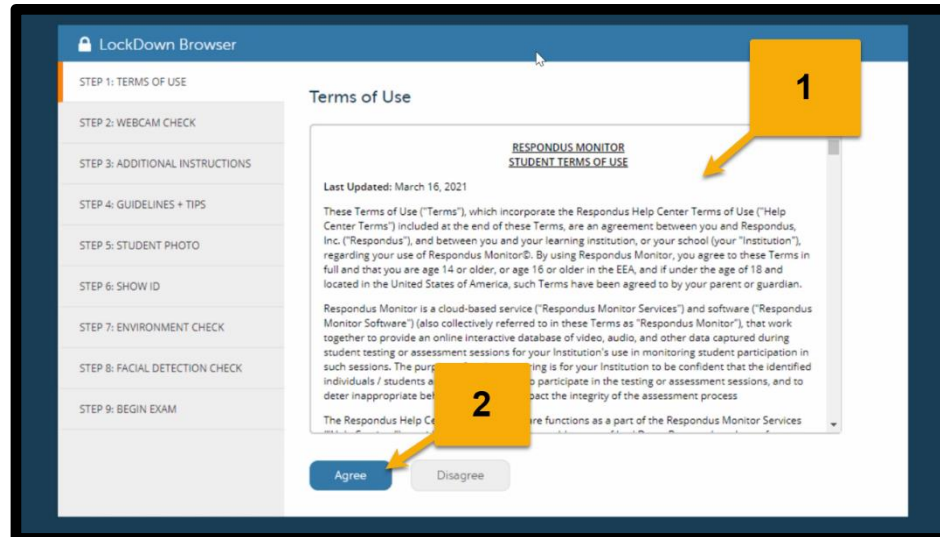 LockDown Browser
STEP 1: TERMS OF USE
STEP 2: WEBCAM CHECK
STEP 3: ADDITIONAL INSTRUCTIONS
STEP 4: GUIDELINES + TIPS
STEP 5: STUDENT PHOTO
STEP 6: SHOW ID
STEP 7: ENVIRONMENT CHECK
STEP 8: FACIAL DETECTION CHECK
STEP 9: BEGIN EXAM
Terms of Use
1
RESPONDUS MONITOR
STUDENT TERMS OF USE
Last Updated: March 16, 2021
These Terms of Use ("Terms"), which incorporate the Respondus Help Center Terms of Use ("Help
Center Terms") included at the end of these Terms, are an agreement between you and Respondus,
Inc. ("Respondus"), and between you and your learning institution, or your school (your "Institution"),
regarding your use of Respondus Monitor©. By using Respondus Monitor, you agree to these Terms in
full and that you are age 14 or older, or age 16 or older in the EEA, and if under the age of 18 and
located in the United States of America, such Terms have been agreed to by your parent or guardian.
Respondus Monitor is a cloud-based service ("Respondus Monitor Services") and software ("Respondus
Monitor Software") (also collectively referred to in these Terms as "Respondus Monitor"), that work
together to provide an online interactive database of video, audio, and other data captured during
student testing or assessment sessions for your Institution's use in monitoring student participation in
such sessions. The ring is for your Institution to be confident that the identified
individuals / students participate in the testing or assessment sessions, and to
deter inappropriate the integrity of the assessment process
The Respondus Help functions as a part of the Respondus Monitor Services
2
Agree
Disagree